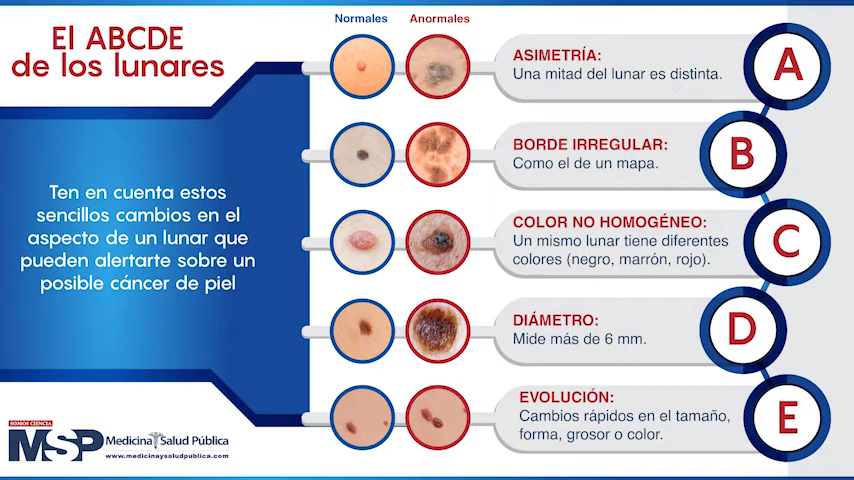 El ABCDE
de los lunares
Ten en cuenta estos
sencillos cambios en el
aspecto de un lunar que
pueden alertarte sobre un
posible cáncer de piel
Normales
Anormales
ASIMETRÍA:
Una mitad del lunar es distinta.
A
BORDE IRREGULAR:
Como el de un mapa.
B
COLOR NO HOMOGÉNEO:
Un mismo lunar tiene diferentes
colores (negro, marrón, rojo).
C
DIÁMETRO:
Mide más de 6 mm.
D
EVOLUCIÓN:
Cambios rápidos en el tamaño,
forma, grosor o color.
E
SOMOS CIENCIA
MSP Medicina Salud Pública
www.medicinaysaludpublica.com